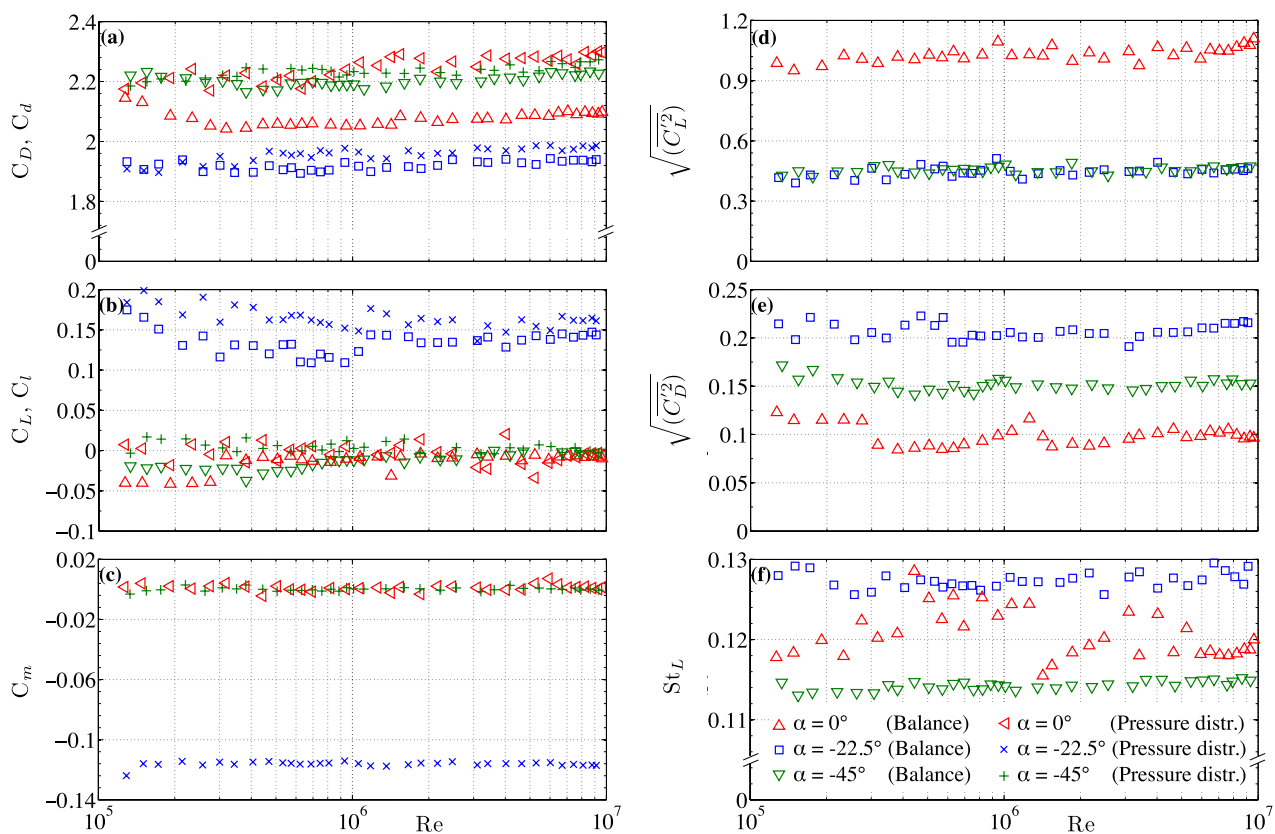 (a)
2.4
2.2
2
1.8
0
C_D, C_d
(b)
0.2
0.15
0.1
0.05
0
−0.05
−0.1
C_L, C_l
(c)
0.02
−0.02
−0.06
−0.1
−0.14
C_m
10^5
10^6
10^7
Re
(d)
1.2
0.9
0.6
0.3
0
√(C_L'^2)
(e)
0.25
0.2
0.15
0.1
0.05
0
√(C_D'^2)
(f)
0.13
0.12
0.11
0
St_L
α = 0° (Balance) α = 0° (Pressure distr.)
α = -22.5° (Balance) α = -22.5° (Pressure distr.)
α = -45° (Balance) α = -45° (Pressure distr.)
10^5
10^6
10^7
Re